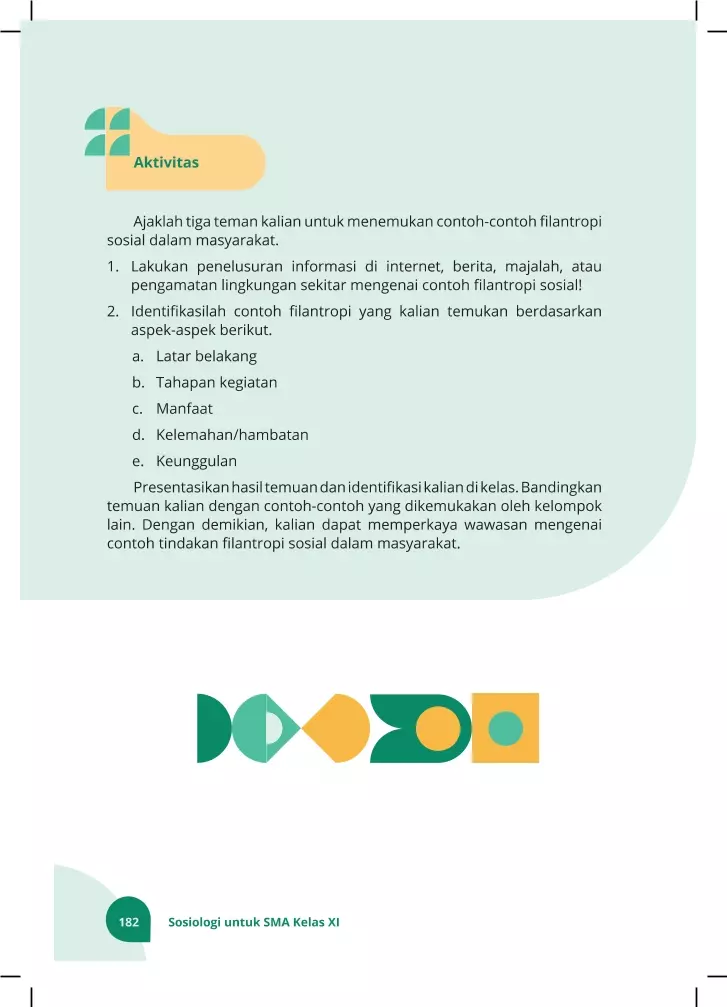 Aktivitas
Ajaklah tiga teman kalian untuk menemukan contoh-contoh filantropi
sosial dalam masyarakat.
1. Lakukan penelusuran informasi di internet, berita, majalah, atau
pengamatan lingkungan sekitar mengenai contoh filantropi sosial!
2. Identifikasilah contoh filantropi yang kalian temukan berdasarkan
aspek-aspek berikut.
a. Latar belakang
b. Tahapan kegiatan
c. Manfaat
d. Kelemahan/hambatan
e. Keunggulan
Presentasikan hasil temuan dan identifikasi kalian di kelas. Bandingkan
temuan kalian dengan contoh-contoh yang dikemukakan oleh kelompok
lain. Dengan demikian, kalian dapat memperkaya wawasan mengenai
contoh tindakan filantropi sosial dalam masyarakat.
182 Sosiologi untuk SMA Kelas XI